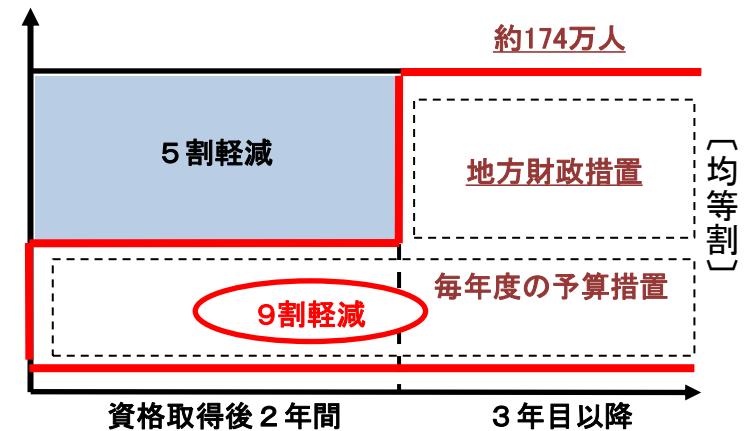 約174万人
５割軽減
地方財政措置
〔均等割〕
毎年度の予算措置
９割軽減
資格取得後２年間
３年目以降